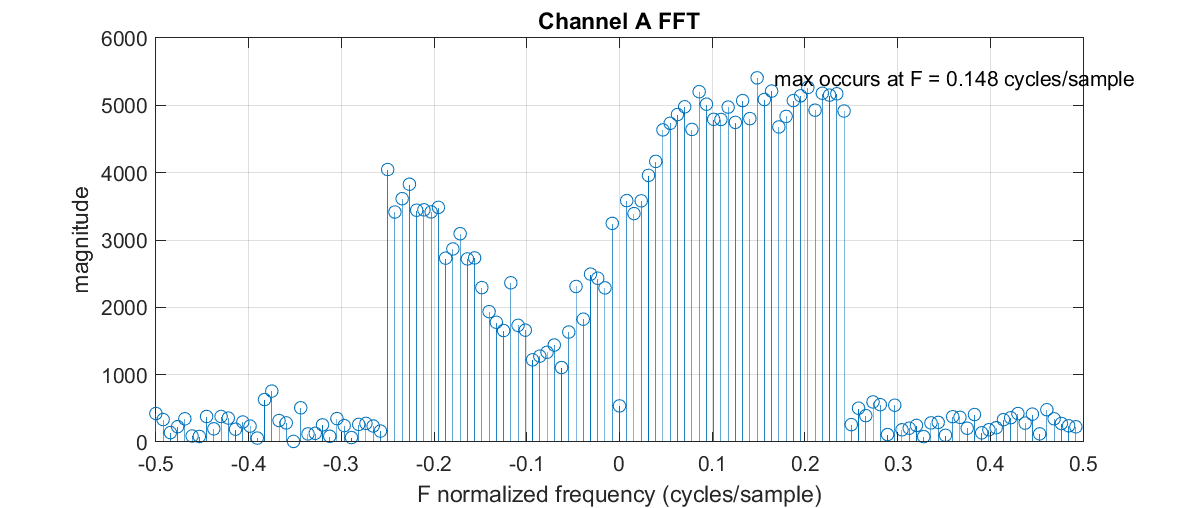 Channel A FFT
6000
max occurs at F = 0.148 cycles/sample
5000
4000
3000
2000
1000
0
magnitude
-0.5 -0.4 -0.3 -0.2 -0.1 0 0.1 0.2 0.3 0.4 0.5
F normalized frequency (cycles/sample)